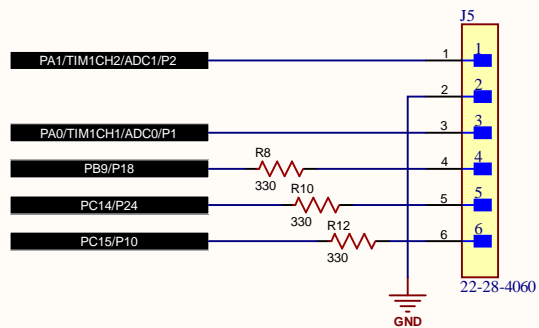 J5
PA1/TIM1CH2/ADC1/P2 1 1
2 2
PA0/TIM1CH1/ADC0/P1 3 3
R8
PB9/P18 330 4 4
R10
PC14/P24 330 5 5
R12
PC15/P10 330 6 6
22-28-4060
GND